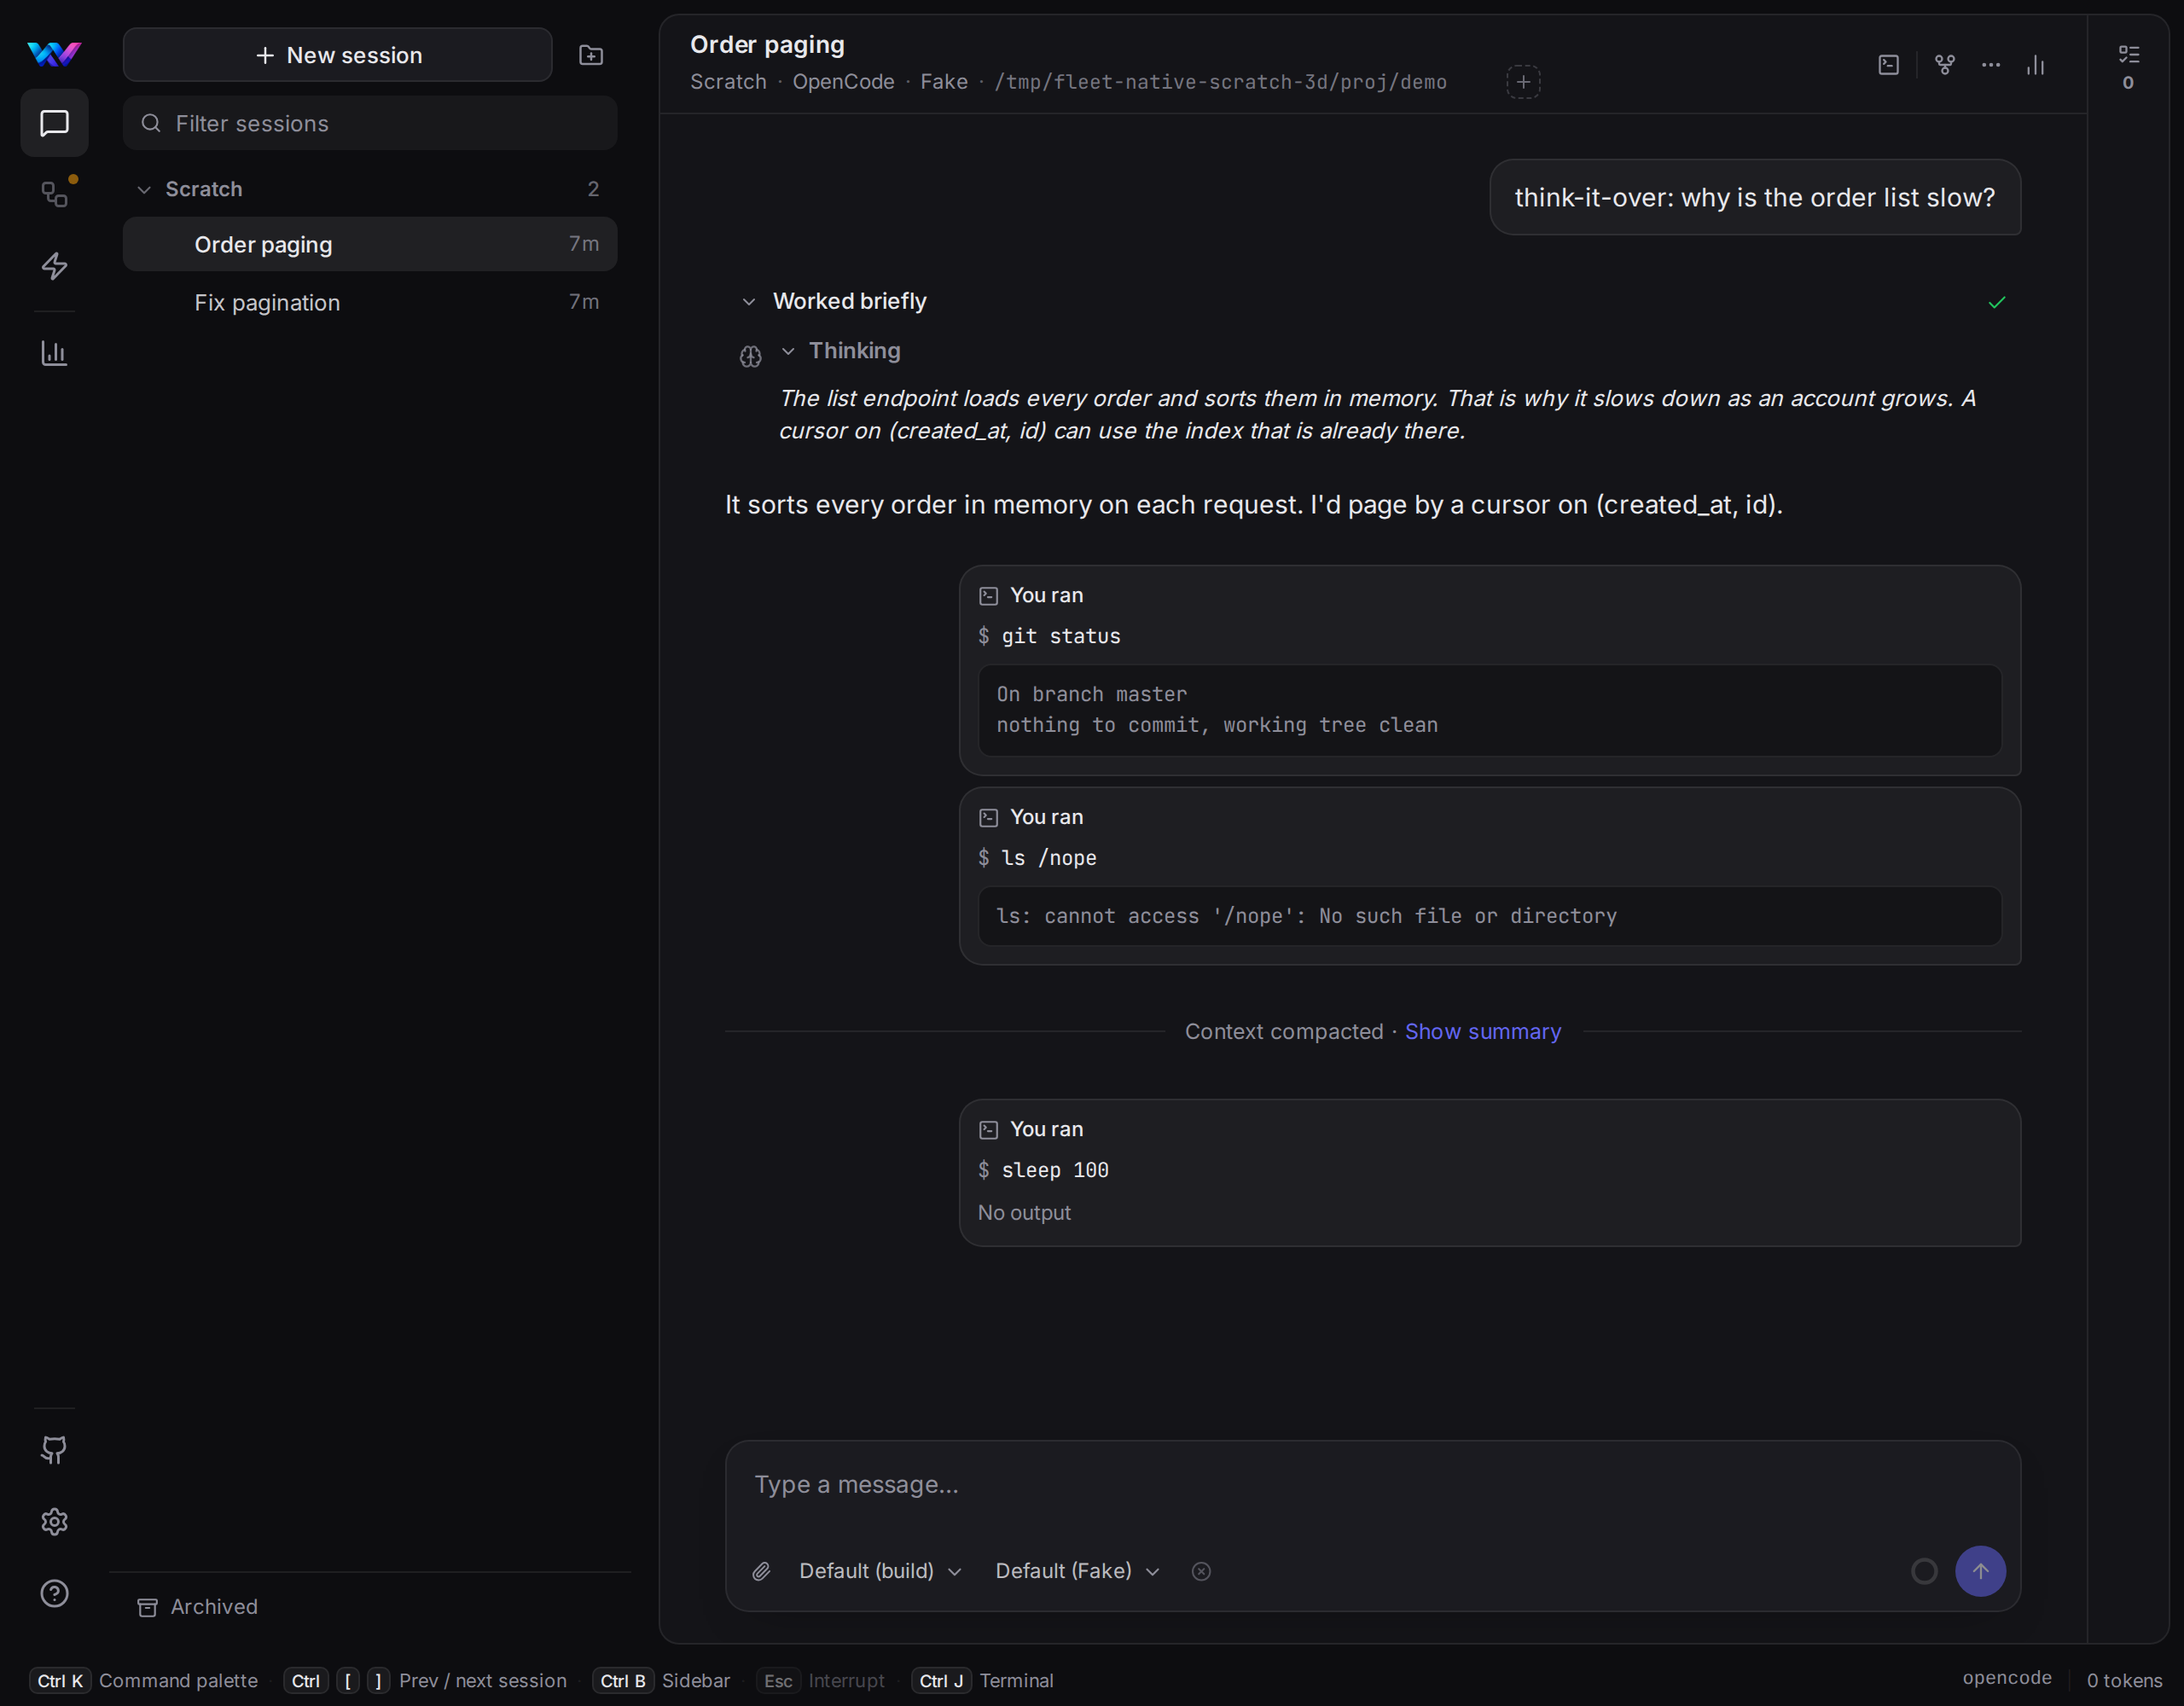 New session
Filter sessions
Scratch 2
Order paging 7m
Fix pagination 7m
Archived
Order paging
Scratch · OpenCode · Fake · /tmp/fleet-native-scratch-3d/proj/demo
0
think-it-over: why is the order list slow?
Worked briefly
Thinking
The list endpoint loads every order and sorts them in memory. That is why it slows down as an account grows. A
cursor on (created_at, id) can use the index that is already there.
It sorts every order in memory on each request. I'd page by a cursor on (created_at, id).
You ran
$ git status
On branch master
nothing to commit, working tree clean
You ran
$ ls /nope
ls: cannot access '/nope': No such file or directory
Context compacted · Show summary
You ran
$ sleep 100
No output
Type a message...
Default (build) Default (Fake)
Ctrl K Command palette · Ctrl [ ] Prev / next session · Ctrl B Sidebar · Esc Interrupt · Ctrl J Terminal
opencode 0 tokens